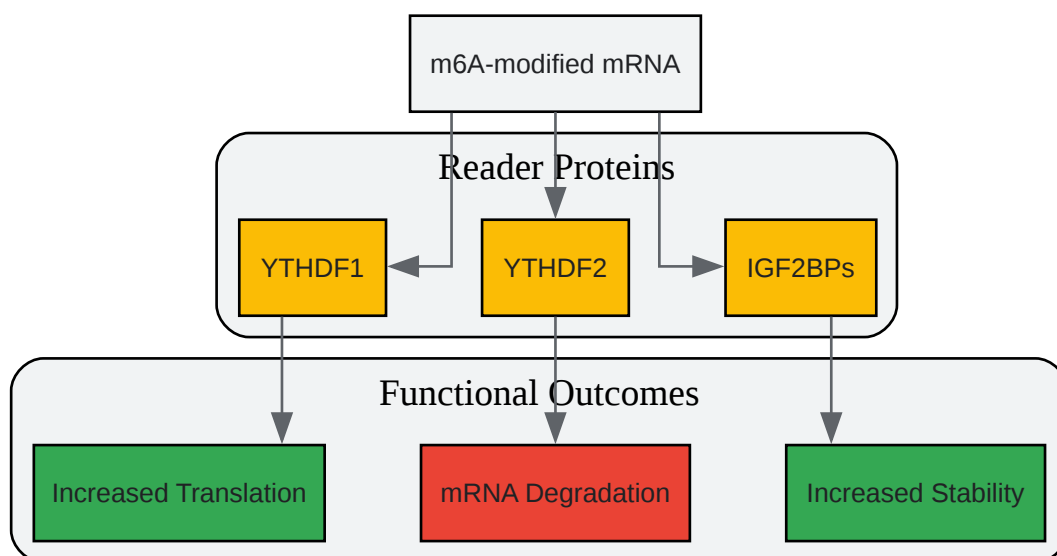 m6A-modified mRNA
Reader Proteins
YTHDF1
YTHDF2
IGF2BPs
Functional Outcomes
Increased Translation
mRNA Degradation
Increased Stability